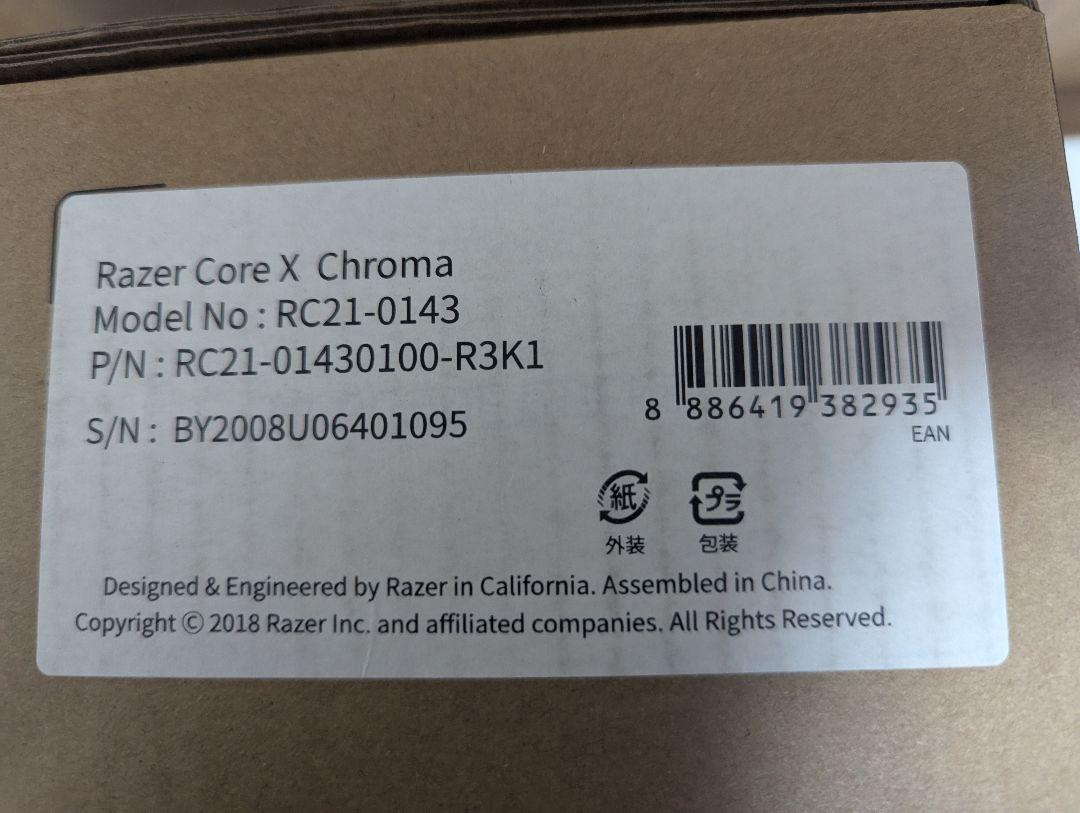 Razer Core X Chroma
Model No : RC21-0143
P/N : RC21-01430100-R3K1
S/N : BY2008U06401095
8 886419 382935
EAN
紙
外装
プラ
包装
Designed & Engineered by Razer in California. Assembled in China.
Copyright © 2018 Razer Inc. and affiliated companies. All Rights Reserved.